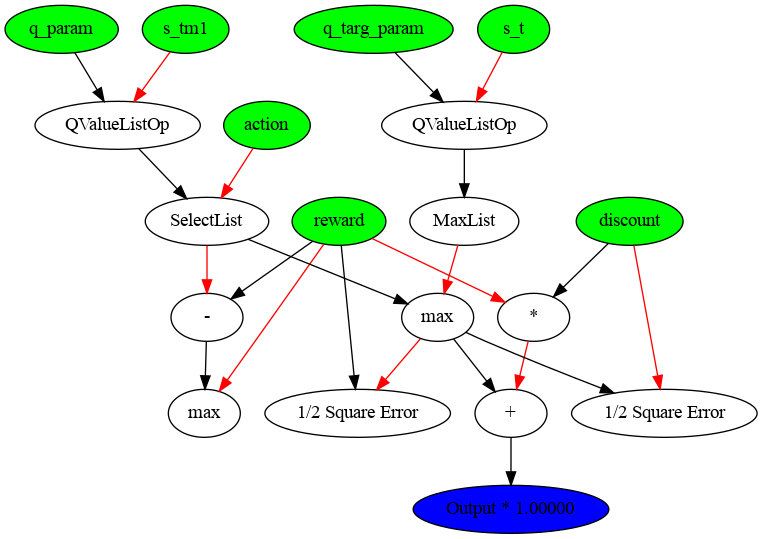 q_param
s_tm1
q_targ_param
s_t
QValueListOp
action
QValueListOp
SelectList
reward
MaxList
discount
-
max
*
max
1/2 Square Error
+
1/2 Square Error
Output * 1.00000